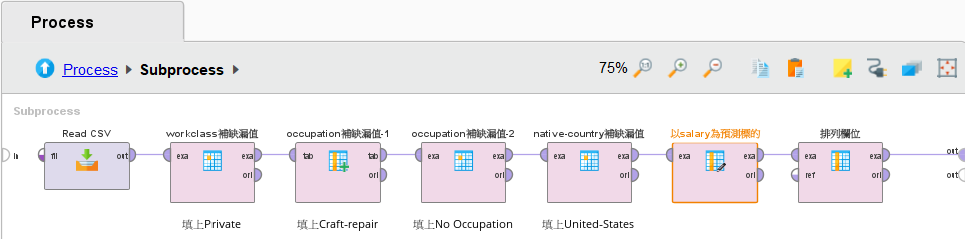 Process
Process ▸ Subprocess ▸
75%
Subprocess
Read CSV
workclass補缺漏值
occupation補缺漏值-1
occupation補缺漏值-2
native-country補缺漏值
以salary為預測標的
排列欄位
in
fil out
exa exa
ori
tab tab
ori
exa exa
ori
exa exa
ori
exa exa
ori
exa exa
ref ori
out
out
填上Private
填上Craft-repair
填上No Occupation
填上United-States